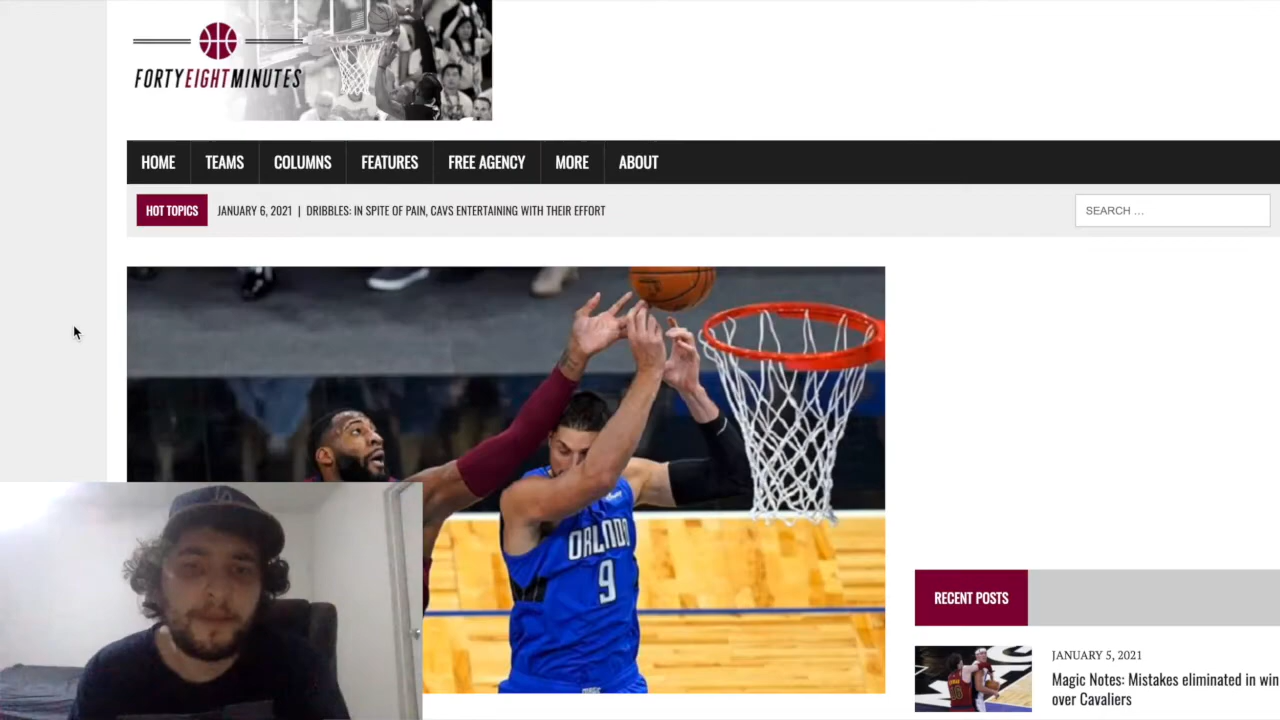 FORTYEIGHTMINUTES
HOME TEAMS COLUMNS FEATURES FREE AGENCY MORE ABOUT
HOT TOPICS JANUARY 6, 2021 | DRIBBLES: IN SPITE OF PAIN, CAVS ENTERTAINING WITH THEIR EFFORT
SEARCH ...
ORLANDO
9
MAGIC
RECENT POSTS
JANUARY 5, 2021
Magic Notes: Mistakes eliminated in win
over Cavaliers